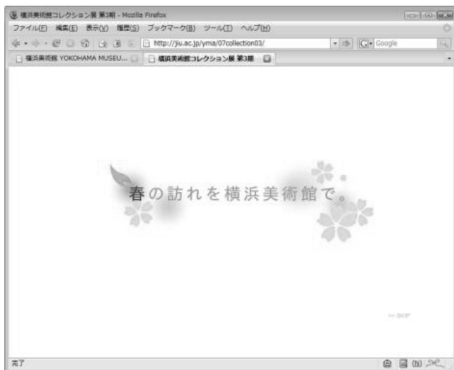 横浜美術館コレクション展 第3期 - Mozilla Firefox
ファイル(F) 編集(E) 表示(V) 履歴(S) ブックマーク(B) ツール(T) ヘルプ(H)
http://jiu.ac.jp/yma/07collection03/ Google
横浜美術館 YOKOHAMA MUSEU... 横浜美術館コレクション展 第3期
春の訪れを横浜美術館で。
>> SKIP
完了